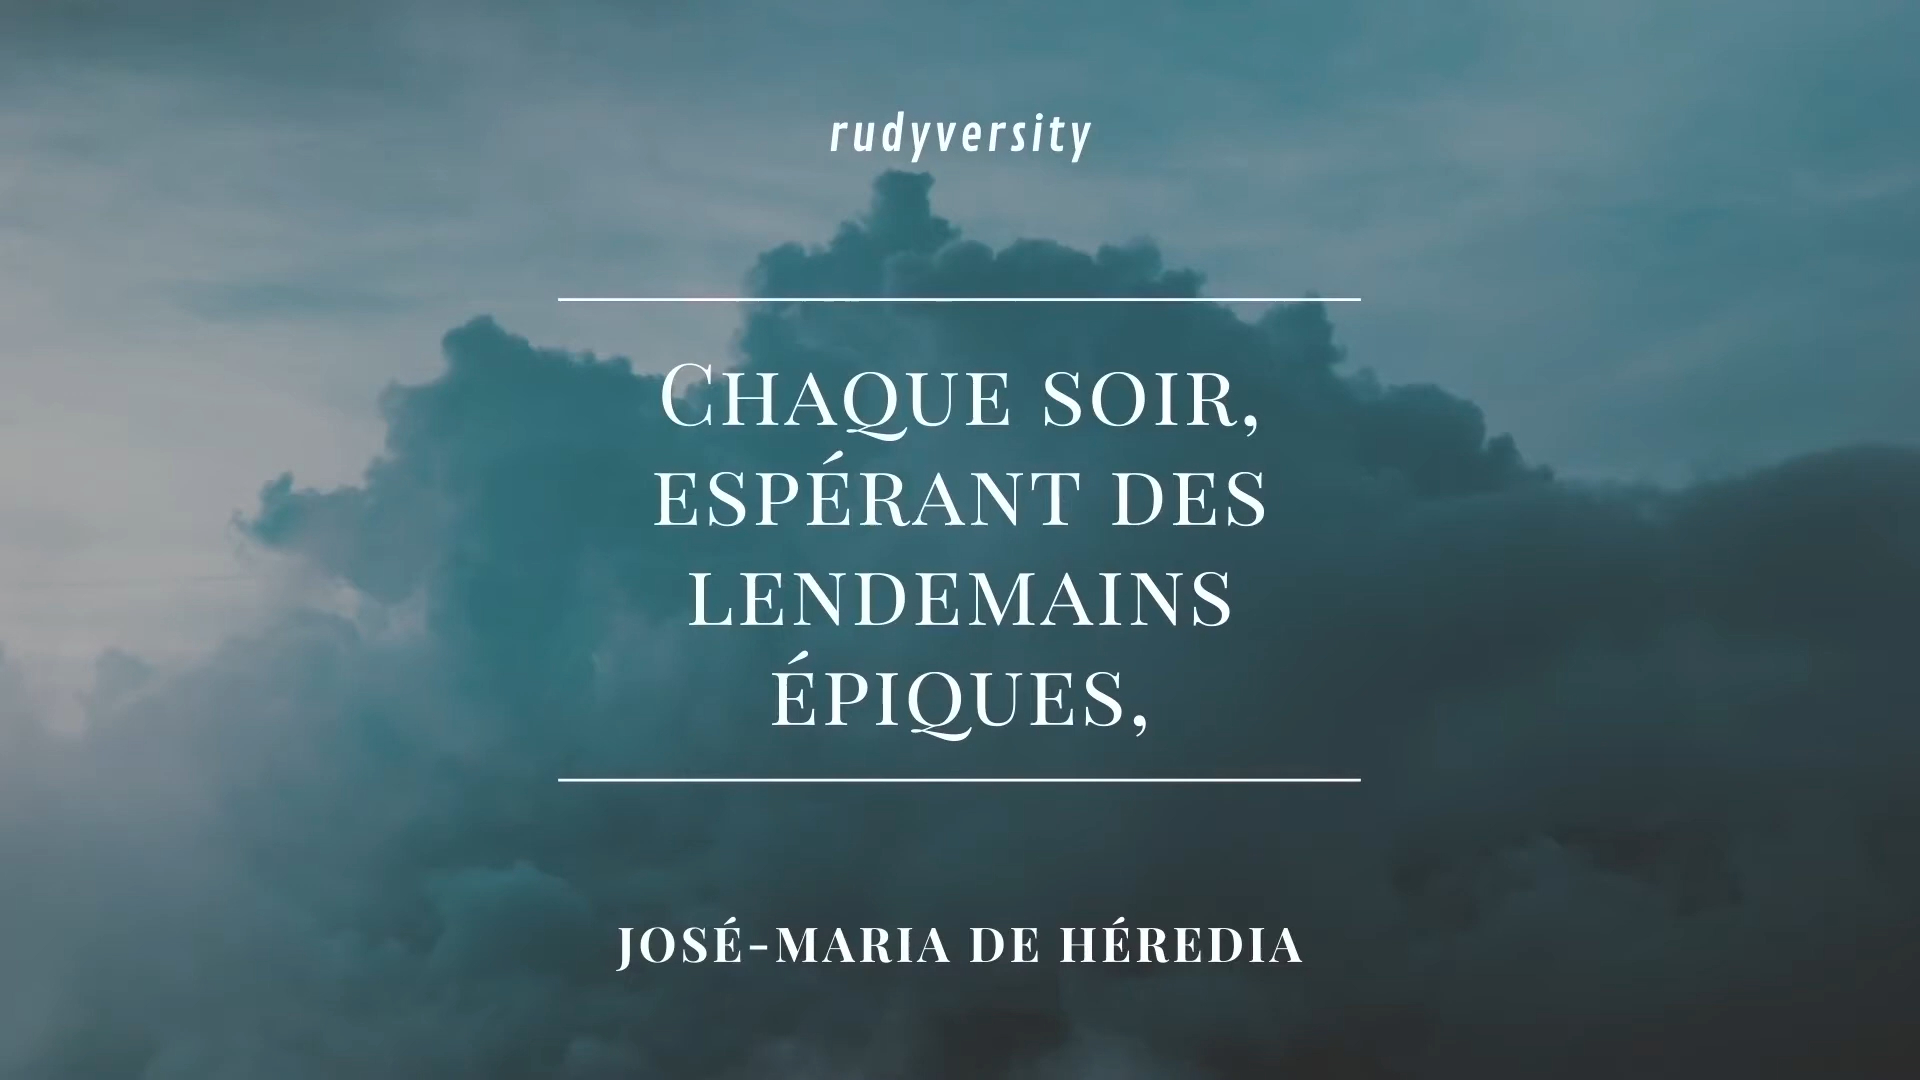 rudyversity
Chaque soir,
espérant des
lendemains
épiques,
JOSÉ-MARIA DE HÉREDIA